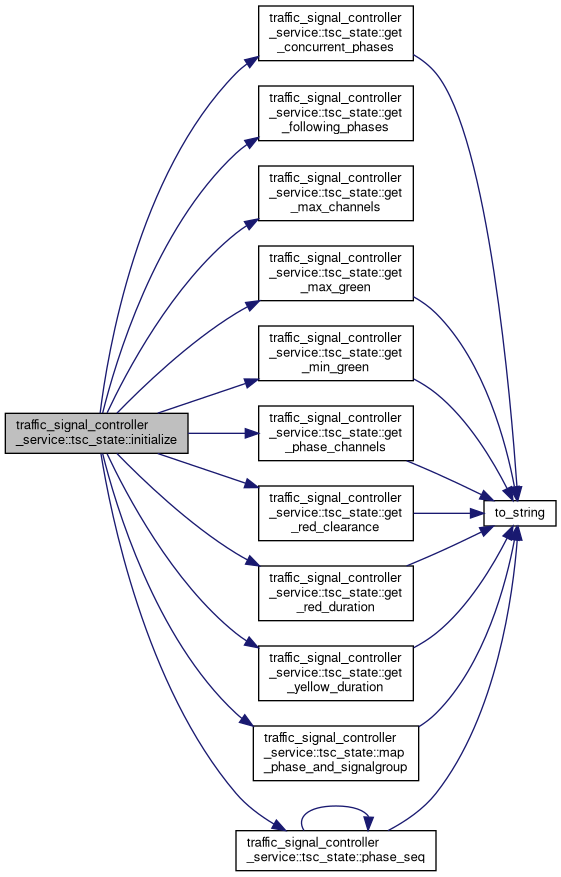 traffic_signal_controller
_service::tsc_state::get
_concurrent_phases
traffic_signal_controller
_service::tsc_state::get
_following_phases
traffic_signal_controller
_service::tsc_state::get
_max_channels
traffic_signal_controller
_service::tsc_state::get
_max_green
traffic_signal_controller
_service::tsc_state::get
_min_green
traffic_signal_controller
_service::tsc_state::initialize
traffic_signal_controller
_service::tsc_state::get
_phase_channels
traffic_signal_controller
_service::tsc_state::get
_red_clearance
to_string
traffic_signal_controller
_service::tsc_state::get
_red_duration
traffic_signal_controller
_service::tsc_state::get
_yellow_duration
traffic_signal_controller
_service::tsc_state::map
_phase_and_signalgroup
traffic_signal_controller
_service::tsc_state::phase_seq